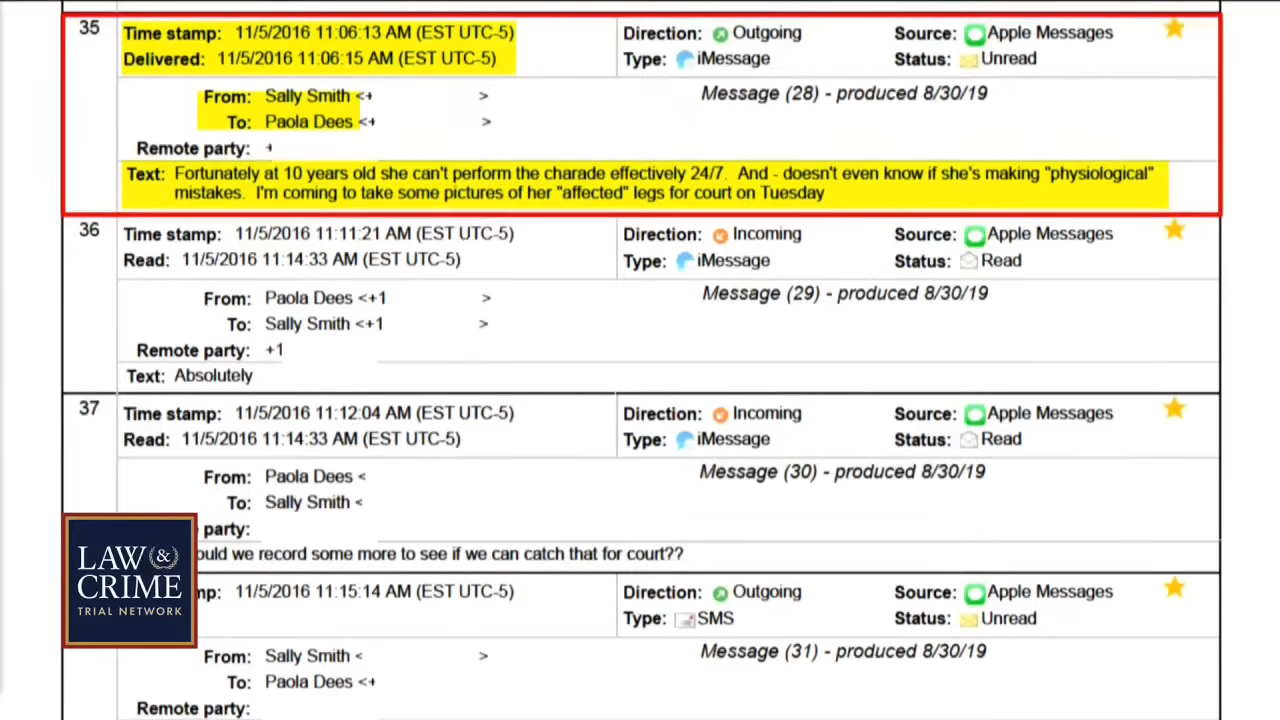 35
Time stamp: 11/5/2016 11:06:13 AM (EST UTC-5) Direction: Outgoing Source: Apple Messages
Delivered: 11/5/2016 11:06:15 AM (EST UTC-5) Type: iMessage Status: Unread
From: Sally Smith <+ > Message (28) - produced 8/30/19
To: Paola Dees <+ >
Remote party: +
Text: Fortunately at 10 years old she can't perform the charade effectively 24/7. And - doesn't even know if she's making "physiological"
mistakes. I'm coming to take some pictures of her "affected" legs for court on Tuesday
36
Time stamp: 11/5/2016 11:11:21 AM (EST UTC-5) Direction: Incoming Source: Apple Messages
Read: 11/5/2016 11:14:33 AM (EST UTC-5) Type: iMessage Status: Read
From: Paola Dees <+1 > Message (29) - produced 8/30/19
To: Sally Smith <+1 >
Remote party: +1
Text: Absolutely
37
Time stamp: 11/5/2016 11:12:04 AM (EST UTC-5) Direction: Incoming Source: Apple Messages
Read: 11/5/2016 11:14:33 AM (EST UTC-5) Type: iMessage Status: Read
From: Paola Dees < Message (30) - produced 8/30/19
To: Sally Smith <
party:
ould we record some more to see if we can catch that for court??
mp: 11/5/2016 11:15:14 AM (EST UTC-5) Direction: Outgoing Source: Apple Messages
Type: SMS Status: Unread
From: Sally Smith < > Message (31) - produced 8/30/19
To: Paola Dees <+
Remote party:
LAW &
CRIME
TRIAL NETWORK